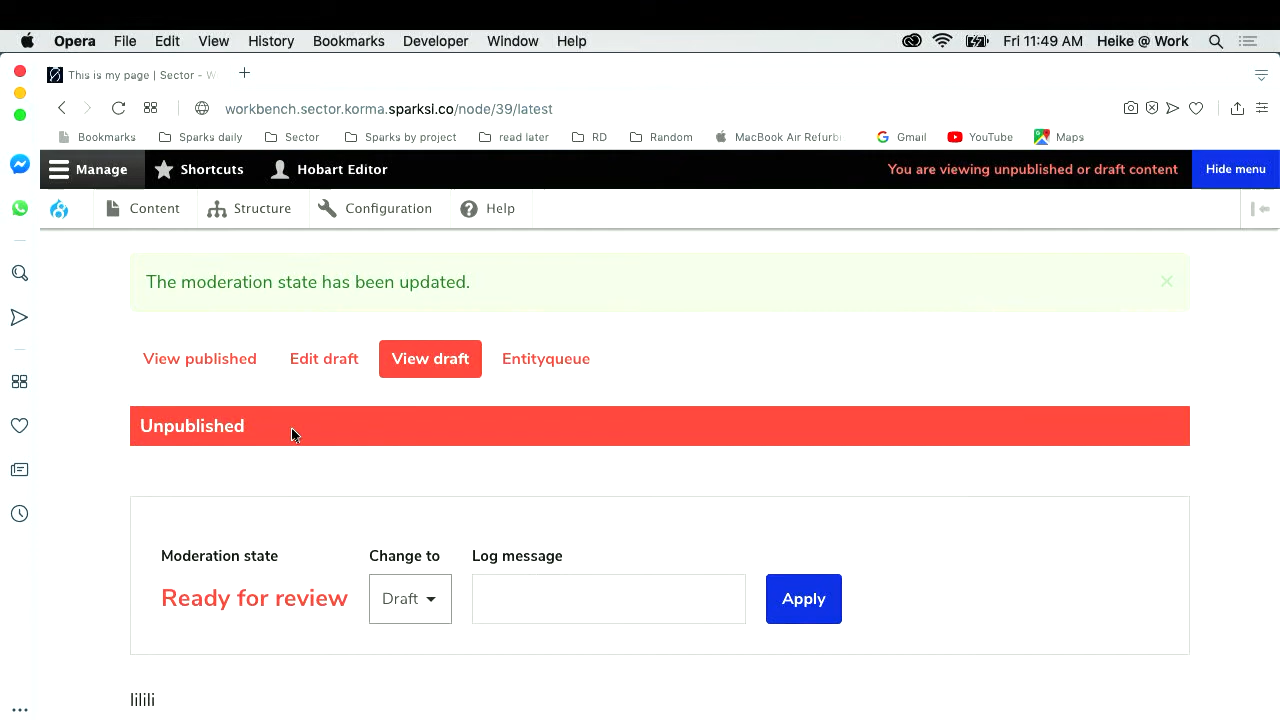 Opera File Edit View History Bookmarks Developer Window Help Fri 11:49 AM Heike @ Work
This is my page | Sector - W
workbench.sector.korma.sparksi.co/node/39/latest
Bookmarks Sparks daily Sector Sparks by project read later RD Random MacBook Air Refurbi Gmail YouTube Maps
Manage Shortcuts Hobart Editor You are viewing unpublished or draft content Hide menu
Content Structure Configuration Help
The moderation state has been updated.
View published Edit draft View draft Entityqueue
Unpublished
Moderation state Change to Log message
Ready for review Draft Apply
lilili